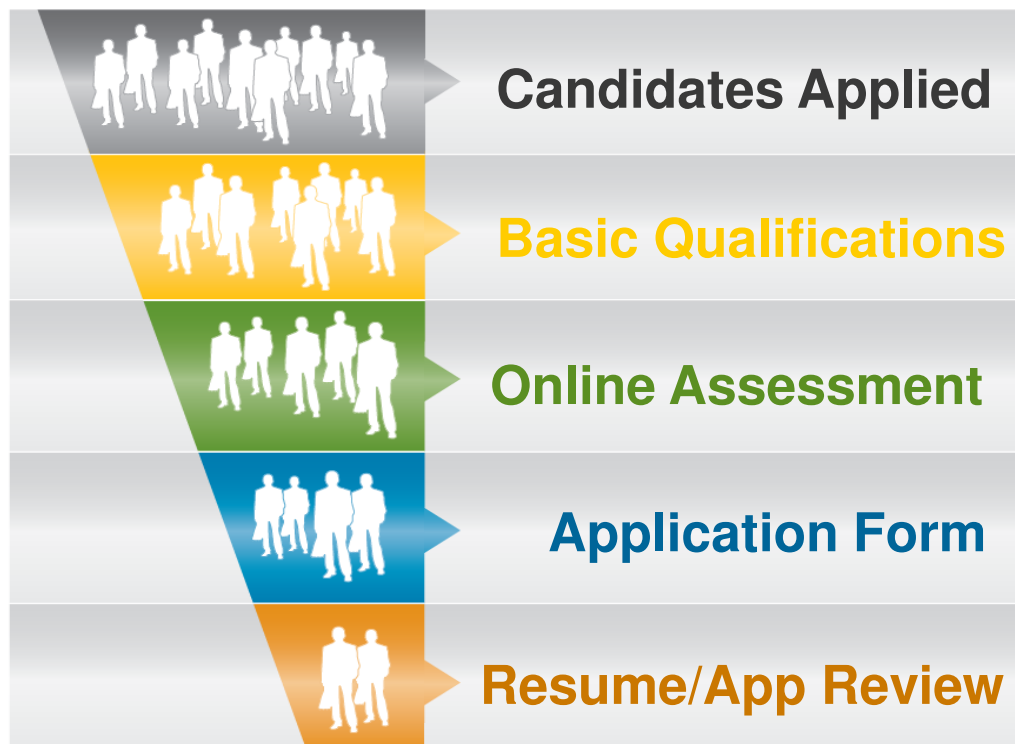 Candidates Applied
Basic Qualifications
Online Assessment
Application Form
Resume/App Review